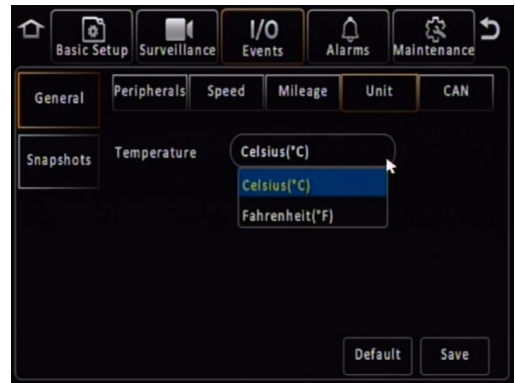 Basic Setup
Surveillance
I/O
Events
Alarms
Maintenance
General
Peripherals
Speed
Mileage
Unit
CAN
Snapshots
Temperature
Celsius(°C)
Celsius(°C)
Fahrenheit(°F)
Default
Save